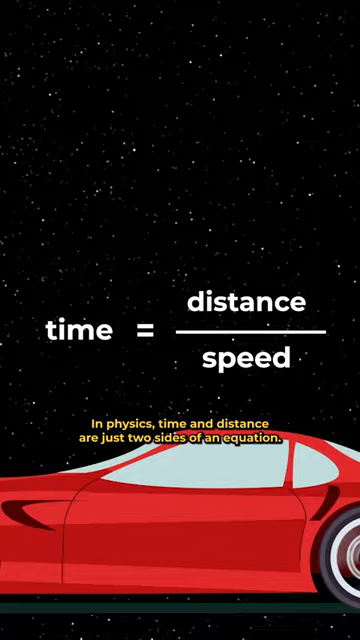 time = distance
speed
In physics, time and distance
are just two sides of an equation.